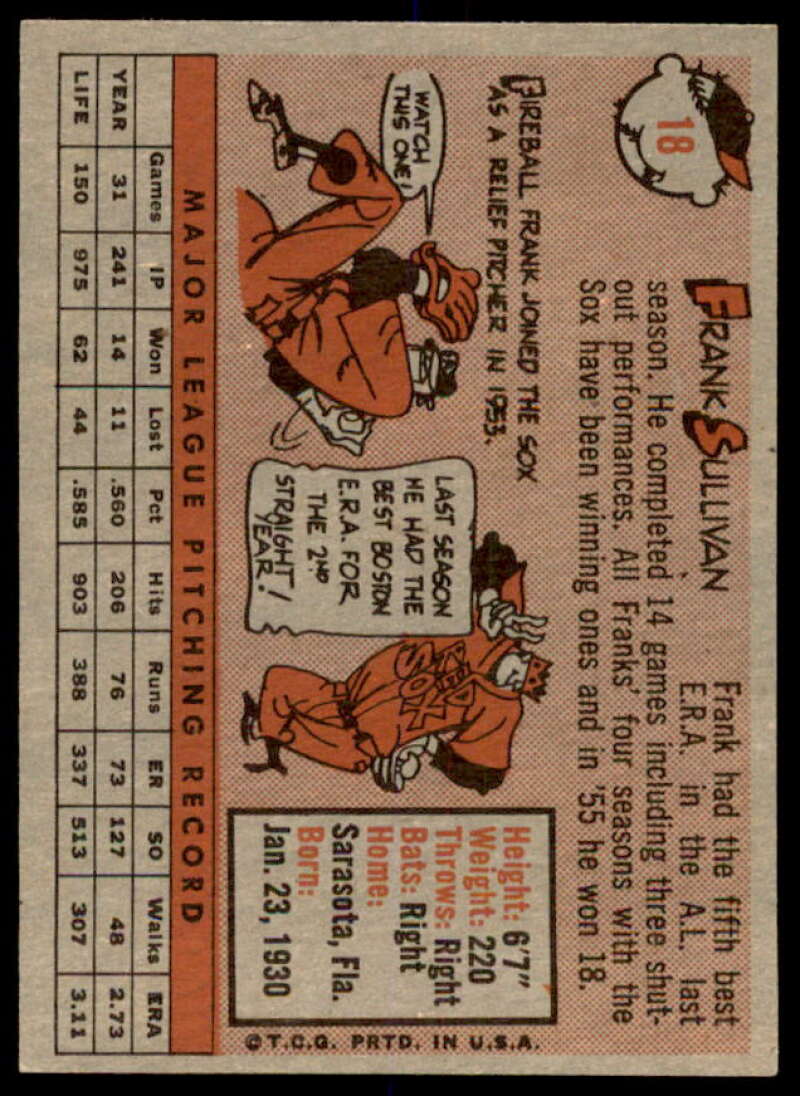 18
FRANK SULLIVAN
Frank had the fifth best
E.R.A. in the A.L. last
season. He completed 14 games including three shut-
out performances. All Franks' four seasons with the
Sox have been winning ones and in '55 he won 18.
FIREBALL FRANK JOINED THE SOX
AS A RELIEF PITCHER IN 1953.
WATCH
THIS ONE!
LAST SEASON
HE HAD THE
BEST BOSTON
E.R.A. FOR
THE 2ND
STRAIGHT
YEAR!
RED
SOX
Height: 6'7"
Weight: 220
Throws: Right
Bats: Right
Home:
Sarasota, Fla.
Born:
Jan. 23, 1930
©T.C.G. PRTD. IN U.S.A.
MAJOR LEAGUE PITCHING RECORD
Games IP Won Lost Pct Hits Runs ER SO Walks ERA
YEAR 31 241 14 11 .560 206 76 73 127 48 2.73
LIFE 150 975 62 44 .585 903 388 337 513 307 3.11